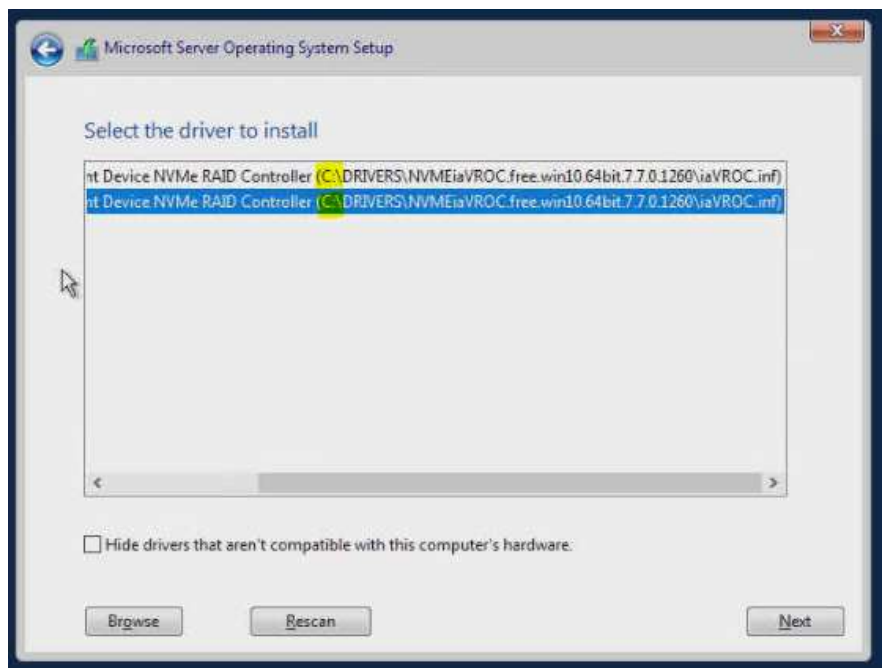 Microsoft Server Operating System Setup
Select the driver to install
nt Device NVMe RAID Controller (C:\DRIVERS\NVMEiaVROC.free.win10.64bit.7.7.0.1260\iaVROC.inf)
nt Device NVMe RAID Controller (C:\DRIVERS\NVMEiaVROC.free.win10.64bit.7.7.0.1260\iaVROC.inf)
Hide drivers that aren't compatible with this computer's hardware.
Browse Rescan Next